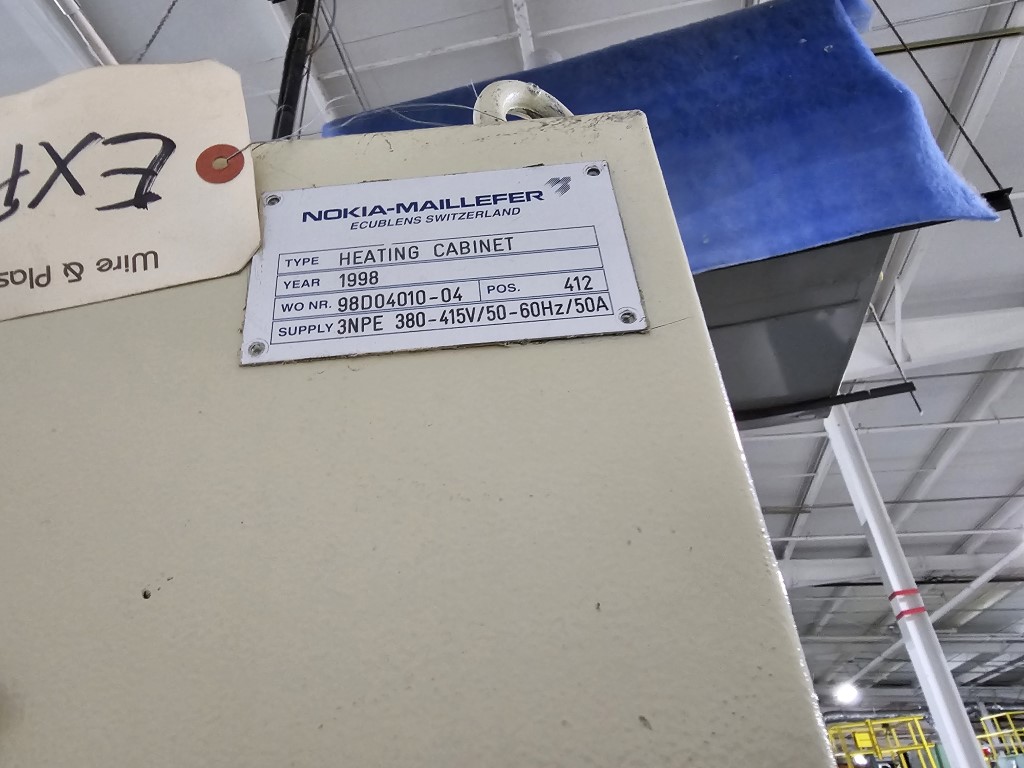 NOKIA-MAILLEFER
ECUBLENS SWITZERLAND
TYPE HEATING CABINET
YEAR 1998
WO NR. 98D04010-04 POS. 412
SUPPLY 3NPE 380-415V/50-60Hz/50A
Wire &